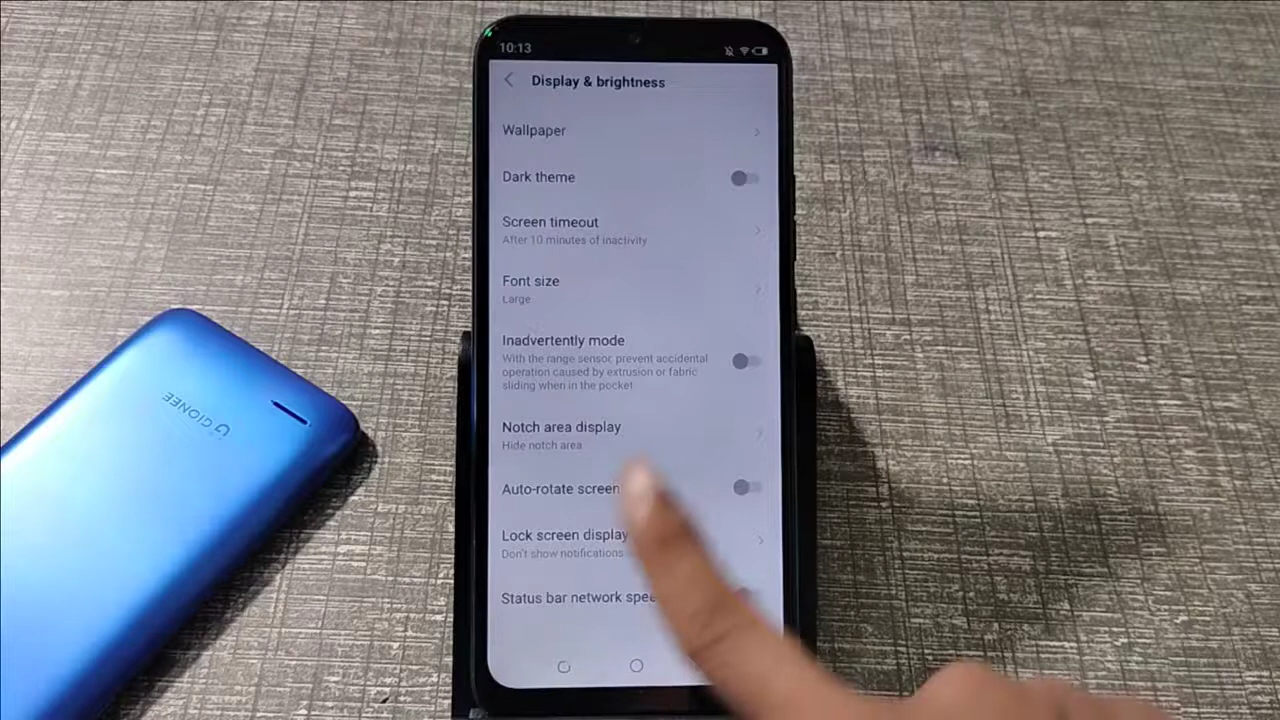 10:13
Display & brightness
Wallpaper
Dark theme
Screen timeout
After 10 minutes of inactivity
Font size
Large
Inadvertently mode
With the range sensor, prevent accidental
operation caused by extrusion or fabric
sliding when in the pocket
Notch area display
Hide notch area
Auto-rotate screen
Lock screen display
Don't show notifications
Status bar network spee
GIONEE